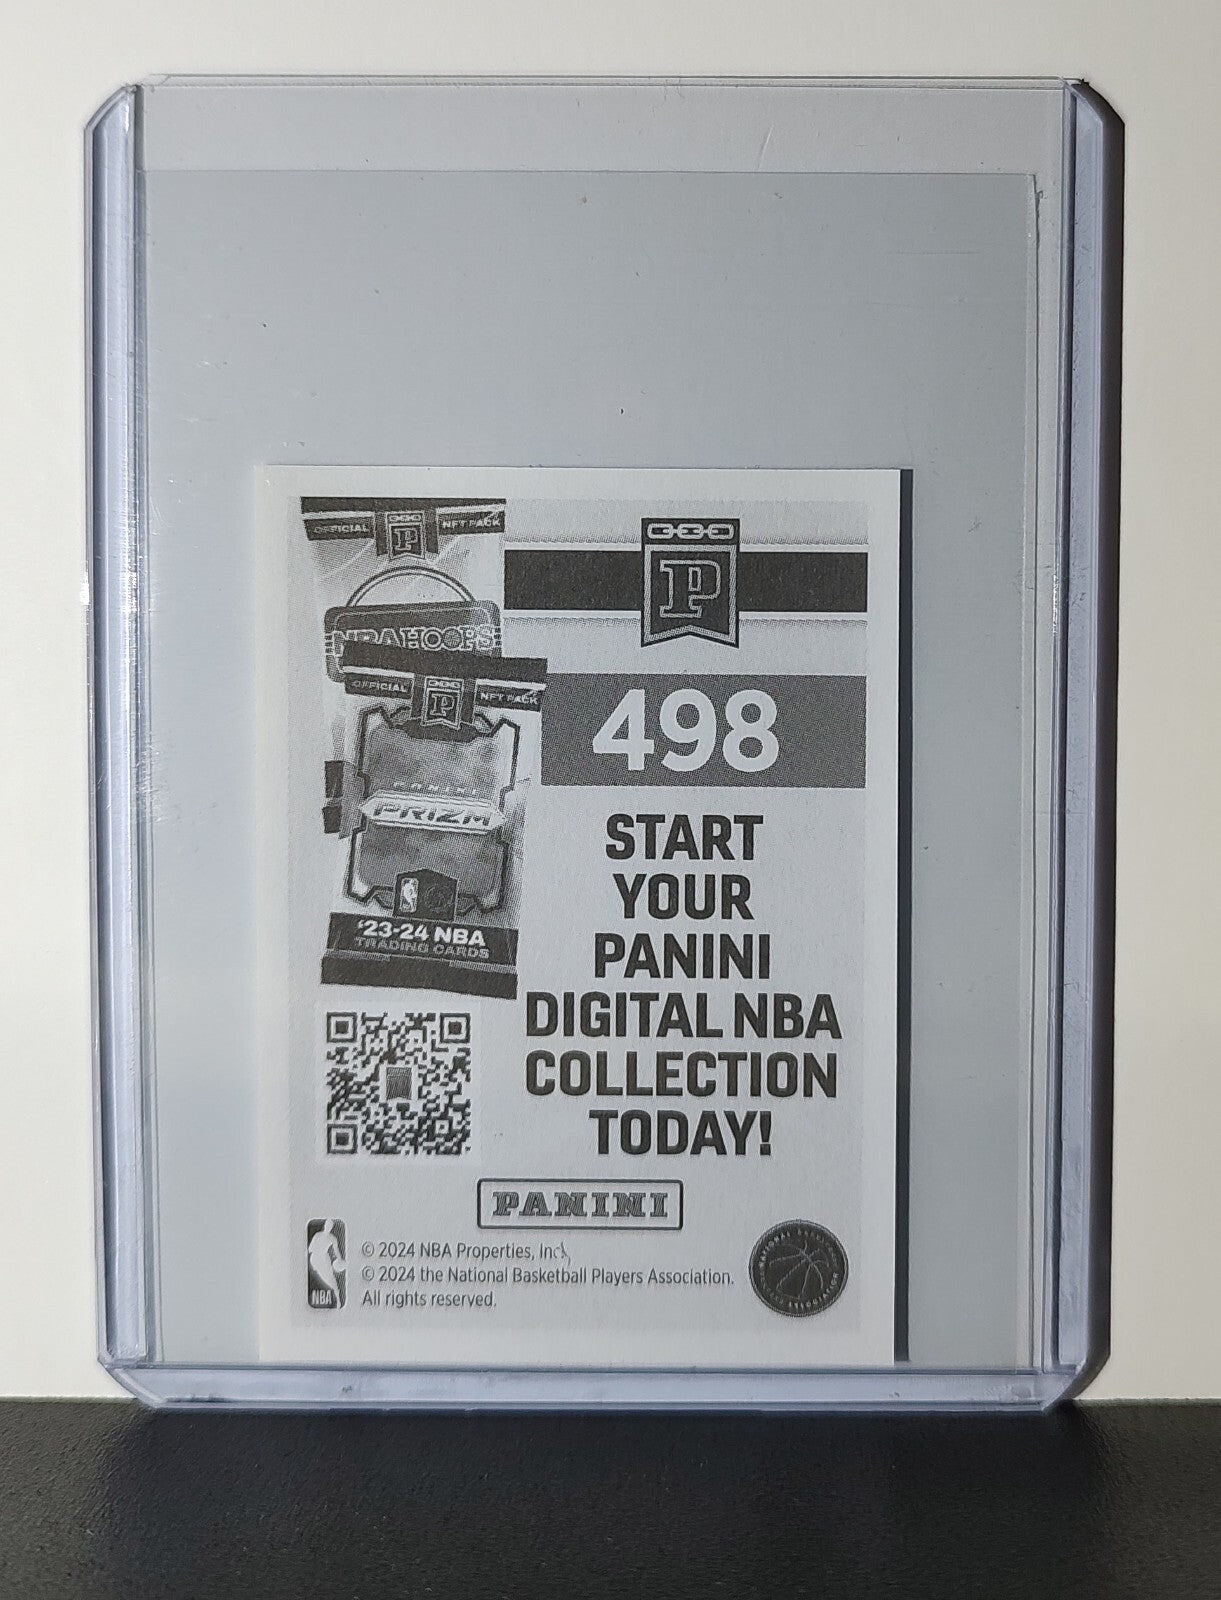 OFFICIAL
P
NFT PACK
NBA HOOPS
OFFICIAL
P
NFT PACK
PANINI
PRIZM
'23-24 NBA
TRADING CARDS
P
498
START
YOUR
PANINI
DIGITAL NBA
COLLECTION
TODAY!
PANINI
© 2024 NBA Properties, Inc.
© 2024 the National Basketball Players Association.
All rights reserved.
NBA